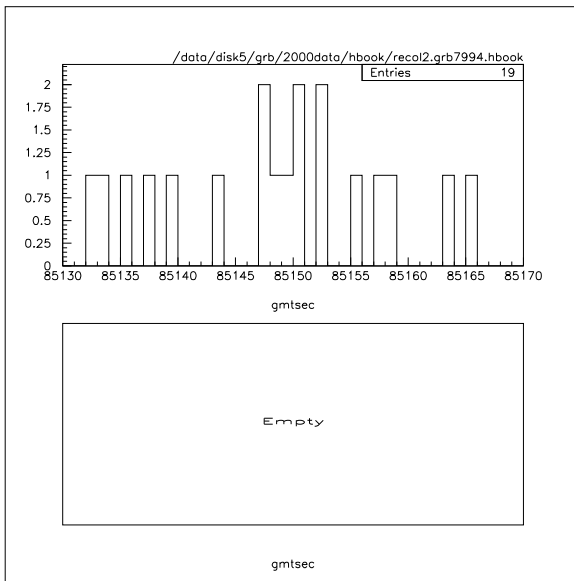 /data/disk5/grb/2000data/hbook/recol2.grb7994.hbook
Entries 19
2
1.75
1.5
1.25
1
0.75
0.5
0.25
0
85130 85135 85140 85145 85150 85155 85160 85165 85170
gmtsec
Empty
gmtsec